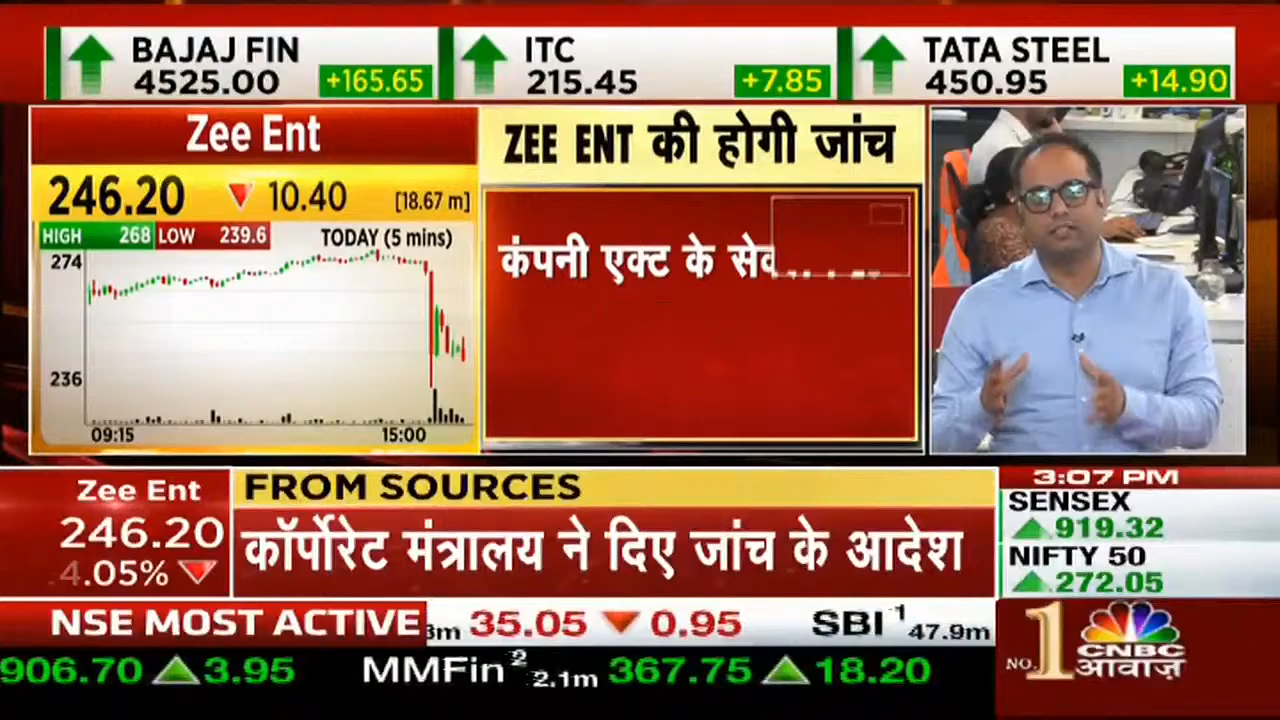 BAJAJ FIN
4525.00 +165.65
ITC
215.45 +7.85
TATA STEEL
450.95 +14.90
Zee Ent
246.20 10.40 [18.67 m]
HIGH 268 LOW 239.6 TODAY (5 mins)
274
236
09:15 15:00
ZEE ENT की होगी जांच
कंपनी एक्ट के
Zee Ent
246.20
4.05%
FROM SOURCES
कॉर्पोरेट मंत्रालय ने दिए जांच के आदेश
3:07 PM
SENSEX
919.32
NIFTY 50
272.05
NSE MOST ACTIVE
35.05 0.95 SBI 1 47.9m
906.70 3.95 MMFin 2 2.1m 367.75 18.20
NO. 1 CNBC
आवाज़